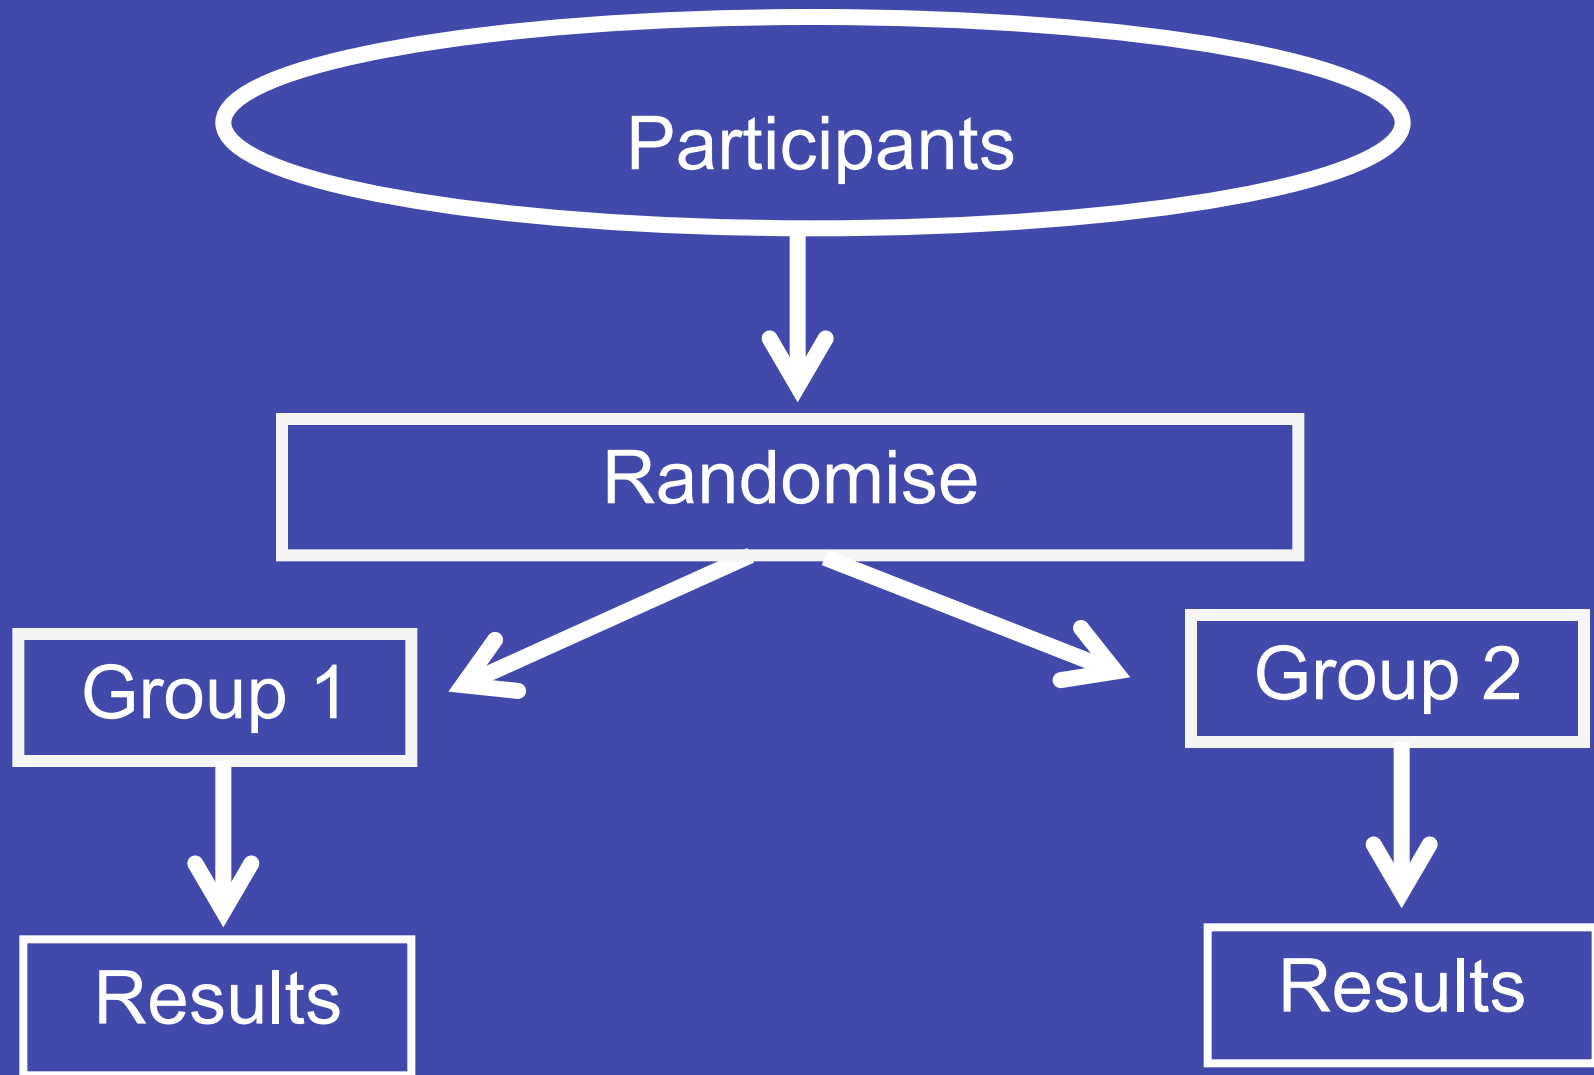 Participants
Randomise
Group 1
Group 2
Results
Results